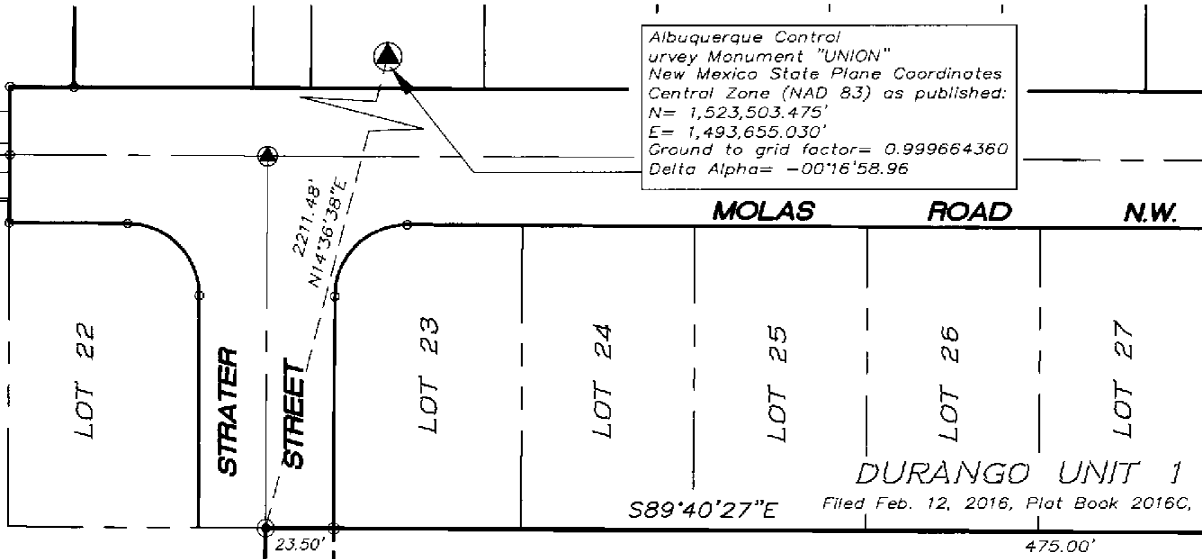 Albuquerque Control
urvey Monument "UNION"
New Mexico State Plane Coordinates
Central Zone (NAD 83) as published:
N= 1,523,503.475'
E= 1,493,655.030'
Ground to grid factor= 0.999664360
Delta Alpha= -00°16'58.96
MOLAS ROAD N.W.
2211.48'
N14°36'38"E
LOT 22
STRATER
STREET
LOT 23
LOT 24
LOT 25
LOT 26
LOT 27
DURANGO UNIT 1
Filed Feb. 12, 2016, Plat Book 2016C,
S89°40'27"E
23.50'
475.00'